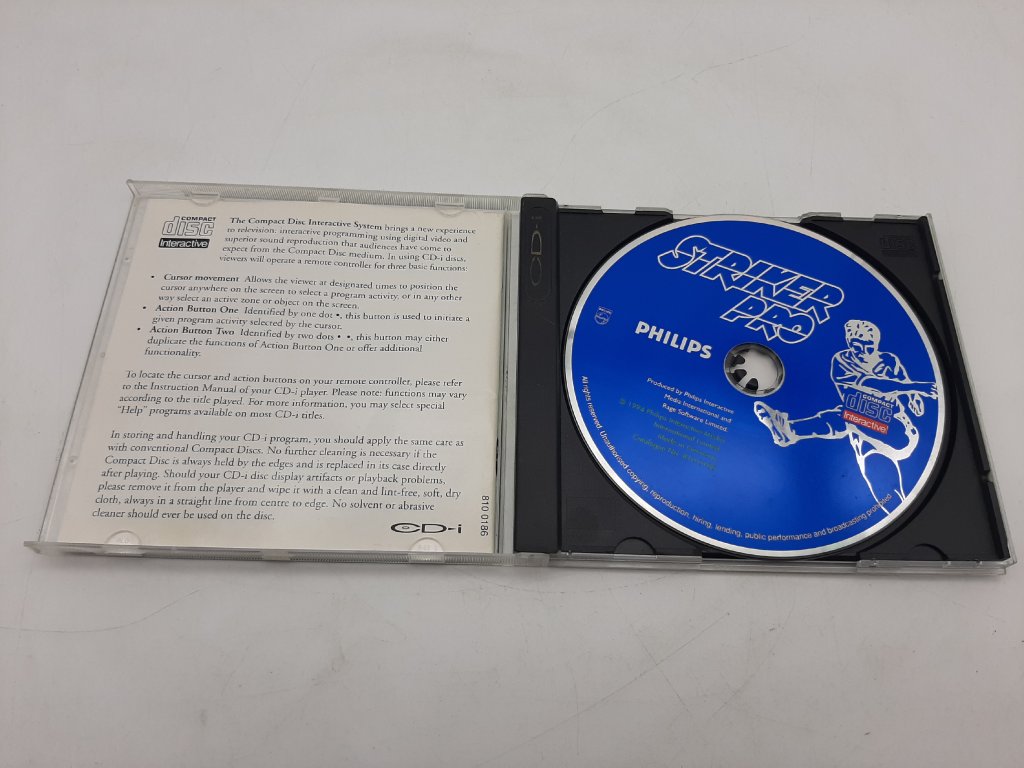 COMPACT
disc
Interactive
The Compact Disc Interactive System brings a new experience
to television: interactive programming using digital video and
superior sound reproduction that audiences have come to
expect from the Compact Disc medium. In using CD-i discs,
viewers will operate a remote controller for three basic functions:
• Cursor movement Allows the viewer at designated times to position the
cursor anywhere on the screen to select a program activity, or in any other
way select an active zone or object on the screen.
• Action Button One Identified by one dot •, this button is used to initiate a
given program activity selected by the cursor.
• Action Button Two Identified by two dots • •, this button may either
duplicate the functions of Action Button One or offer additional
functionality.
To locate the cursor and action buttons on your remote controller, please refer
to the Instruction Manual of your CD-i player. Please note: functions may vary
according to the title played. For more information, you may select special
"Help" programs available on most CD-i titles.
In storing and handling your CD-i program, you should apply the same care as
with conventional Compact Discs. No further cleaning is necessary if the
Compact Disc is always held by the edges and is replaced in its case directly
after playing. Should your CD-i disc display artifacts or playback problems,
please remove it from the player and wipe it with a clean and lint-free, soft, dry
cloth, always in a straight line from centre to edge. No solvent or abrasive
cleaner should ever be used on the disc.
CD-i
810 0186
CD-i
STRIKER
PRO
PHILIPS
Produced by Philips Interactive
Media International and
Rage Software Limited
Philips Interactive Media
International Limited
COMPACT
disc
Interactive
All rights reserved. Unauthorised copying, reproduction, hiring, lending, public performance and broadcasting prohibited.